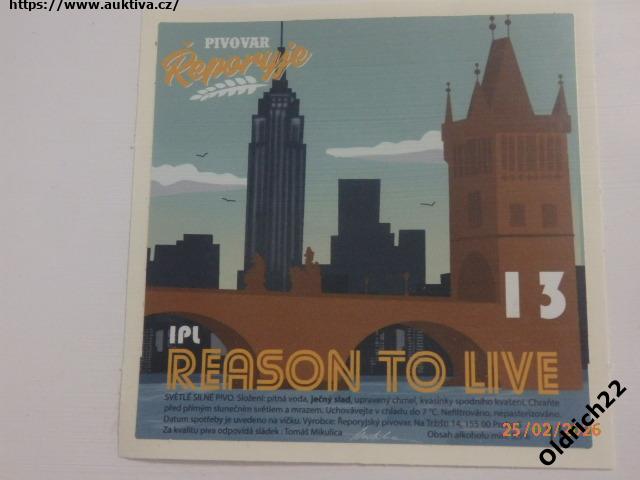 https://www.auktiva.cz/
PIVOVAR
Řeporyje
13
IPL
REASON TO LIVE
SVĚTLÉ SILNÉ PIVO. Složení: pitná voda, ječný slad, upravený chmel, kvasinky spodního kvašení. Chraňte
před přímým slunečním světlem a mrazem. Uchovávejte v chladu do 7 °C. Nefiltrováno, nepasterizováno.
Datum spotřeby je uvedeno na víčku. Výrobce: Řeporyjský pivovar, Na Tržišti 14, 155 00
Za kvalitu piva odpovídá sládek : Tomáš Mikulica
Obsah alkoholu
25/02/2026
Oldrich22